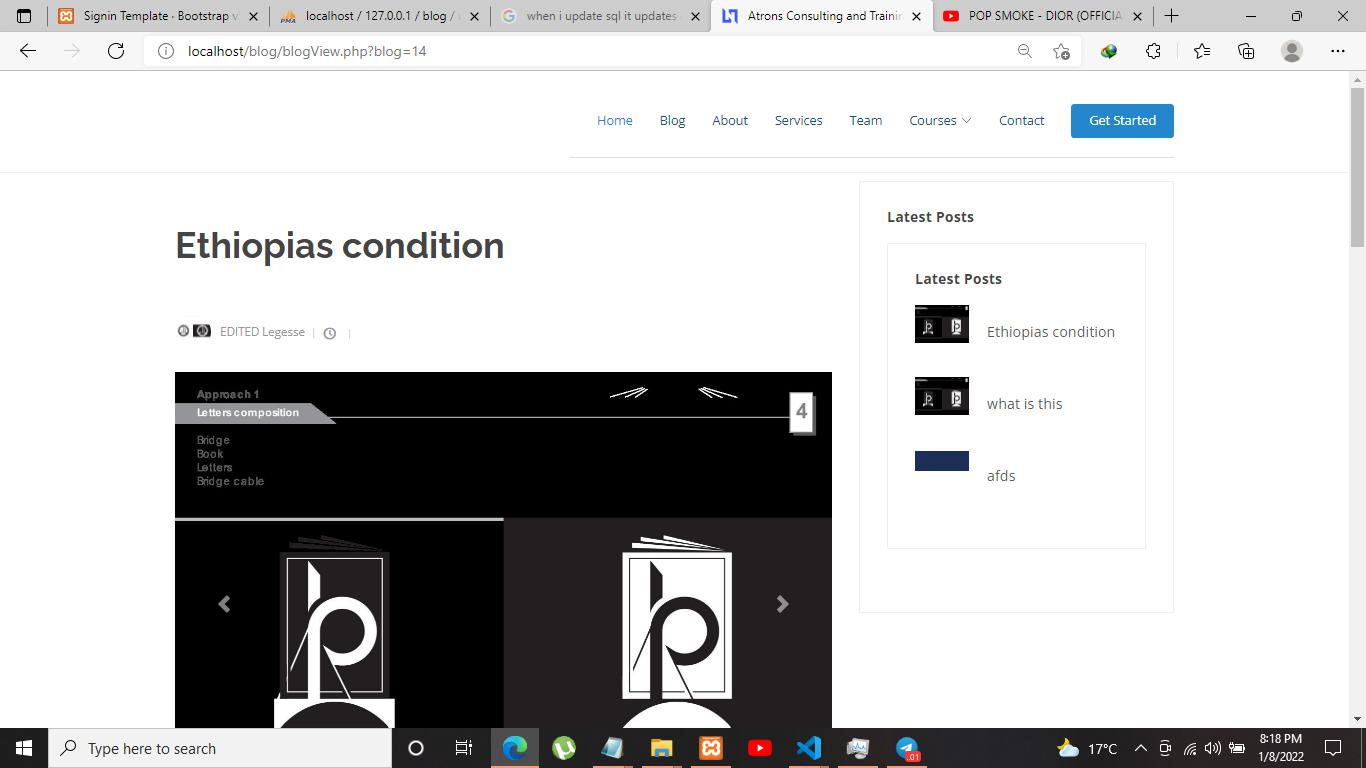 Signin Template · Bootstrap v
localhost / 127.0.0.1 / blog /
when i update sql it updates
Atrons Consulting and Trainin
POP SMOKE - DIOR (OFFICIA
localhost/blog/blogView.php?blog=14
Home Blog About Services Team Courses Contact Get Started
Ethiopias condition
EDITED Legesse | |
Approach 1
Letters composition
4
Bridge
Book
Letters
Bridge cable
Latest Posts
Latest Posts
Ethiopias condition
what is this
afds
Type here to search
.01
17°C
8:18 PM
1/8/2022